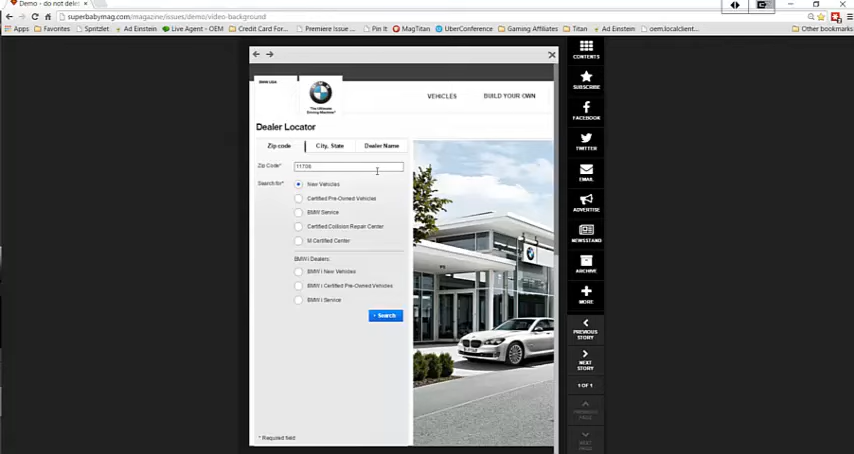 Demo - do not delet
superbabymag.com/magazine/issues/demo/video-background
Apps Favorites Spritzlet Ad Einstein Live Agent - OEM Credit Card For... Premiere Issue ... Pin It MagTitan UberConference Gaming Affiliates Titan Ad Einstein oem.localclient... Other bookmarks
BMW USA
The Ultimate
Driving Machine®
VEHICLES BUILD YOUR OWN
Dealer Locator
Zip code City, State Dealer Name
Zip Code* 11706
Search for* New Vehicles
Certified Pre-Owned Vehicles
BMW Service
Certified Collision Repair Center
M Certified Center
BMW i Dealers:
BMW i New Vehicles
BMW i Certified Pre-Owned Vehicles
BMW i Service
Search
* Required field
CONTENTS
SUBSCRIBE
FACEBOOK
TWITTER
EMAIL
ADVERTISE
NEWSSTAND
ARCHIVE
MORE
PREVIOUS
STORY
NEXT
STORY
1 OF 1
PREVIOUS
PAGE
NEXT
PAGE